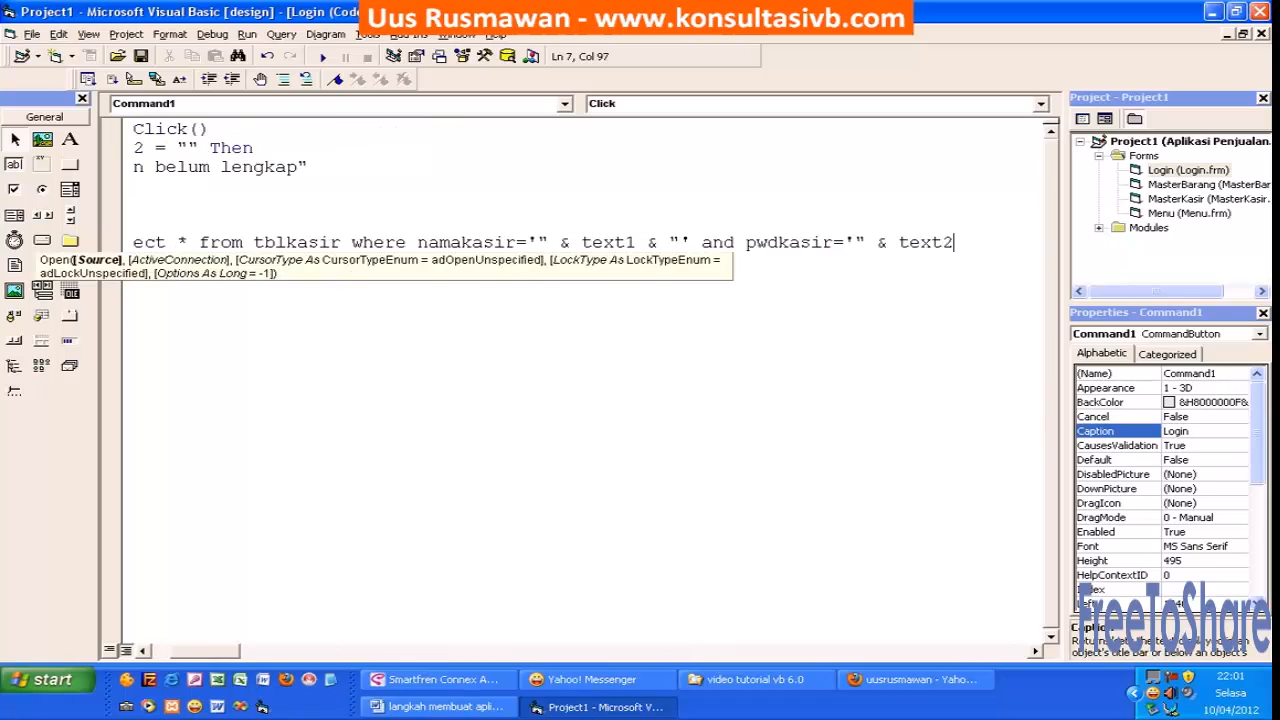 Project1 - Microsoft Visual Basic [design] - [Login (Cod
Uus Rusmawan - www.konsultasivb.com
File Edit View Project Format Debug Run Query Diagram Tools Add-Ins Window Help
Ln 7, Col 97
General
Command1
Click
Click()
2 = "" Then
n belum lengkap"
ect * from tblkasir where namakasir='" & text1 & "' and pwdkasir='" & text2
Open([Source], [ActiveConnection], [CursorType As CursorTypeEnum = adOpenUnspecified], [LockType As LockTypeEnum =
adLockUnspecified], [Options As Long = -1])
Project - Project1
Project1 (Aplikasi Penjualan.
Forms
Login (Login.frm)
MasterBarang (MasterBar
MasterKasir (MasterKasir.
Menu (Menu.frm)
Modules
Properties - Command1
Command1 CommandButton
Alphabetic Categorized
(Name) Command1
Appearance 1 - 3D
BackColor &H8000000F&
Cancel False
Caption Login
CausesValidation True
Default False
DisabledPicture (None)
DownPicture (None)
DragIcon (None)
DragMode 0 - Manual
Enabled True
Font MS Sans Serif
Height 495
HelpContextID 0
Index
FreeToShare
start
Smartfren Connex A...
Yahoo! Messenger
video tutorial vb 6.0
uusrusmawan - Yaho...
langkah membuat apli...
Project1 - Microsoft V...
22:01
Selasa
10/04/2012